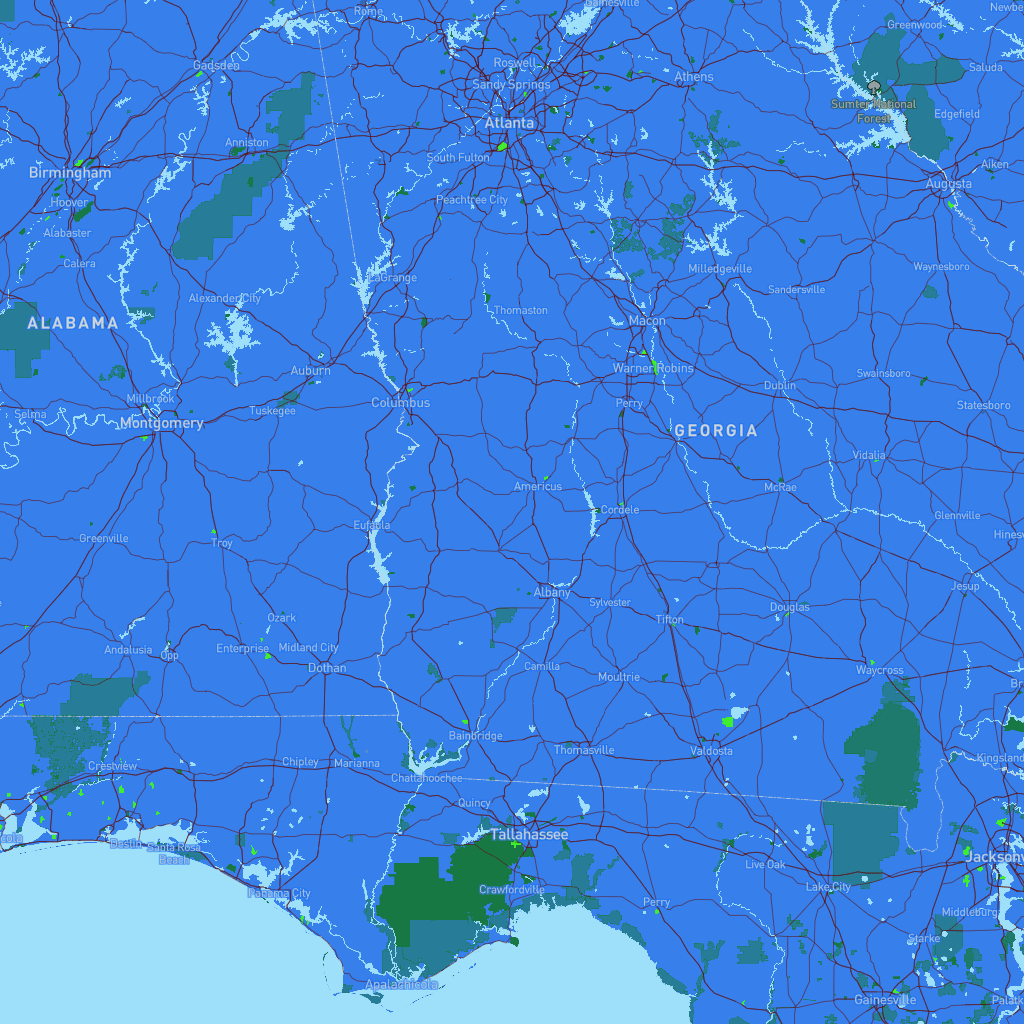 Rome
Gainesville
Greenwood
Newbe
Roswell
Gadsden
Saluda
Sandy Springs
Athens
Sumter National
Forest
Edgefield
Atlanta
Anniston
South Fulton
Aiken
Birmingham
Augusta
Hoover
Peachtree City
Alabaster
Calera
LaGrange
Milledgeville
Waynesboro
Alexander City
Sandersville
Thomaston
ALABAMA
Macon
Auburn
Warner Robins
Swainsboro
Dublin
Millbrook
Columbus
Perry
Statesboro
Selma
Tuskegee
Montgomery
GEORGIA
Vidalia
Americus
McRae
Cordele
Glennville
Eufaula
Greenville
Troy
Hines
Jesup
Albany
Sylvester
Douglas
Ozark
Tifton
Andalusia
Opp
Enterprise
Midland City
Dothan
Camilla
Moultrie
Waycross
Br
Bainbridge
Thomasville
Valdosta
Crestview
Chipley
Marianna
Kingsland
Chattahoochee
Quincy
Tallahassee
Destin
Santa Rosa
Beach
Live Oak
Jacksonv
Lake City
Panama City
Crawfordville
Perry
Middleburg
Starke
Apalachicola
Gainesville
Palatk